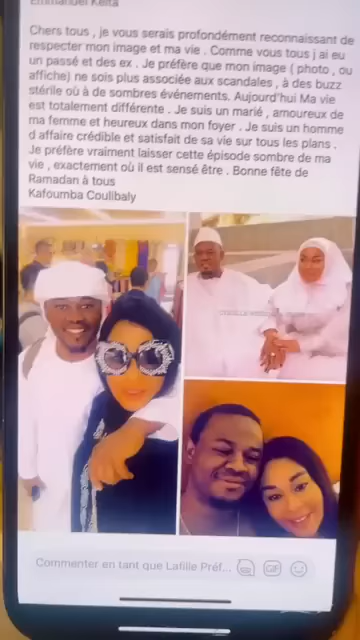 Emmanuel Keita
Chers tous , je vous serais profondément reconnaissant de
respecter mon image et ma vie . Comme vous tous j ai eu
un passé et des ex . Je préfère que mon image ( photo , ou
affiche) ne sois plus associée aux scandales , à des buzz
stérile où à de sombres événements. Aujourd'hui Ma vie
est totalement différente . Je suis un marié , amoureux de
ma femme et heureux dans mon foyer . Je suis un homme
d affaire crédible et satisfait de sa vie sur tous les plans .
Je préfère vraiment laisser cette épisode sombre de ma
vie , exactement où il est sensé être . Bonne fête de
Ramadan à tous
Kafoumba Coulibaly
Commenter en tant que Lafille Préf...
GIF